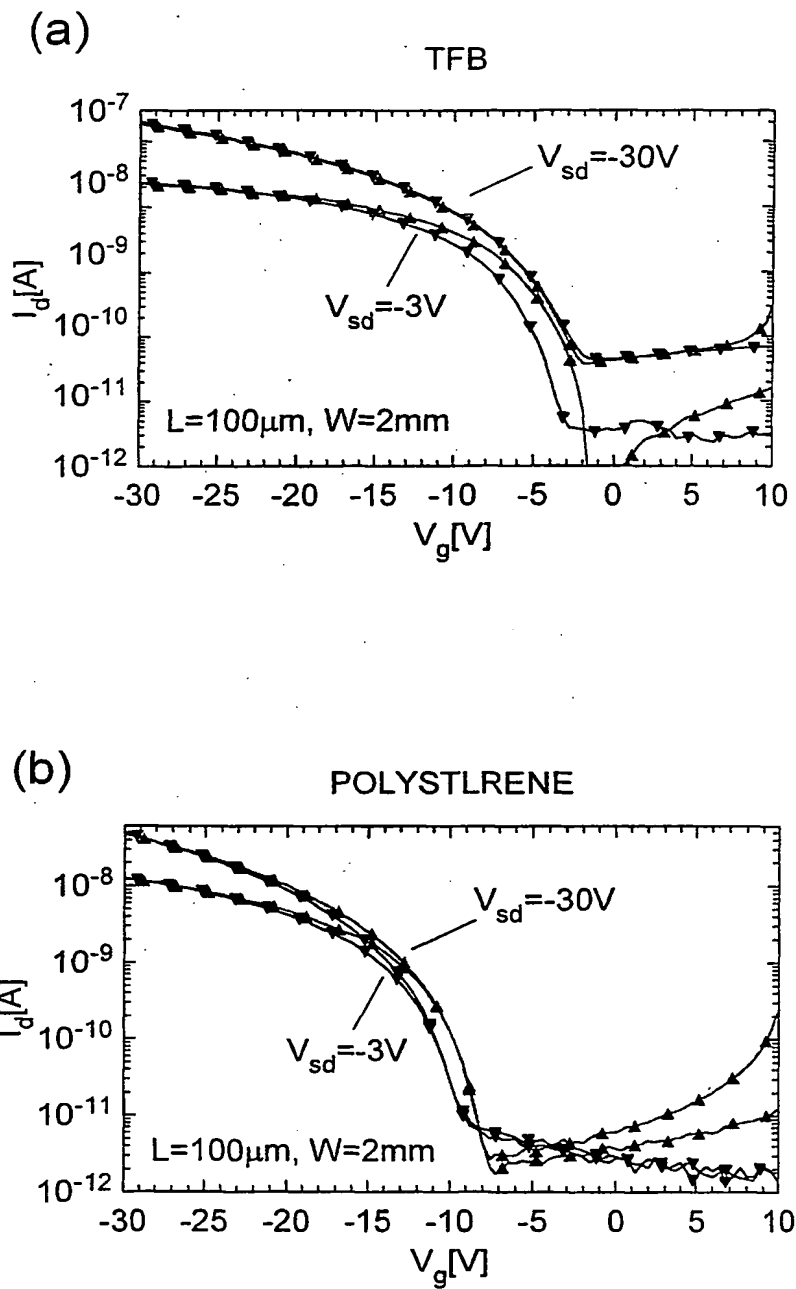 (a)
TFB
10-7
10-8
10-9
10-10
10-11
10-12
Id[A]
Vsd=-30V
Vsd=-3V
L=100μm, W=2mm
-30 -25 -20 -15 -10 -5 0 5 10
Vg[V]
(b)
POLYSTLRENE
10-8
10-9
10-10
10-11
10-12
Id[A]
Vsd=-30V
Vsd=-3V
L=100μm, W=2mm
-30 -25 -20 -15 -10 -5 0 5 10
Vg[V]